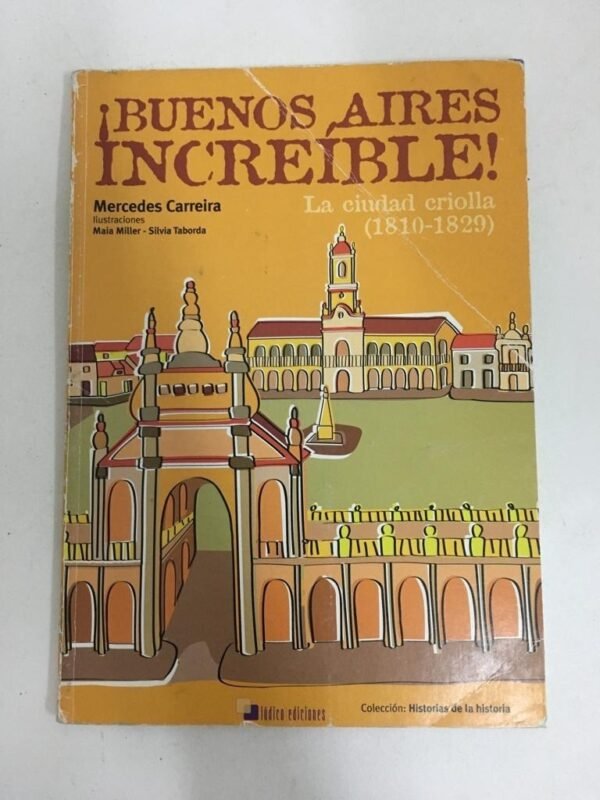 ¡BUENOS AIRES
INCREÍBLE!
Mercedes Carreira
Ilustraciones
Maia Miller - Silvia Taborda
La ciudad criolla
(1810-1829)
lúdico ediciones
Colección: Historias de la historia